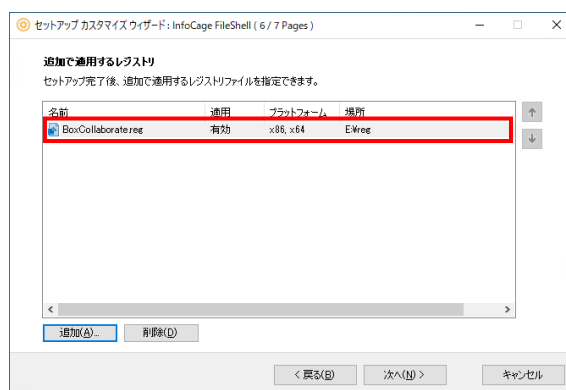 セットアップ カスタマイズ ウィザード : InfoCage FileShell ( 6 / 7 Pages )
追加で適用するレジストリ
セットアップ完了後、追加で適用するレジストリファイルを指定できます。
名前 適用 プラットフォーム 場所
BoxCollaborate.reg 有効 x86, x64 E:¥reg
追加(A)... 削除(D)
< 戻る(B) 次へ(N) > キャンセル